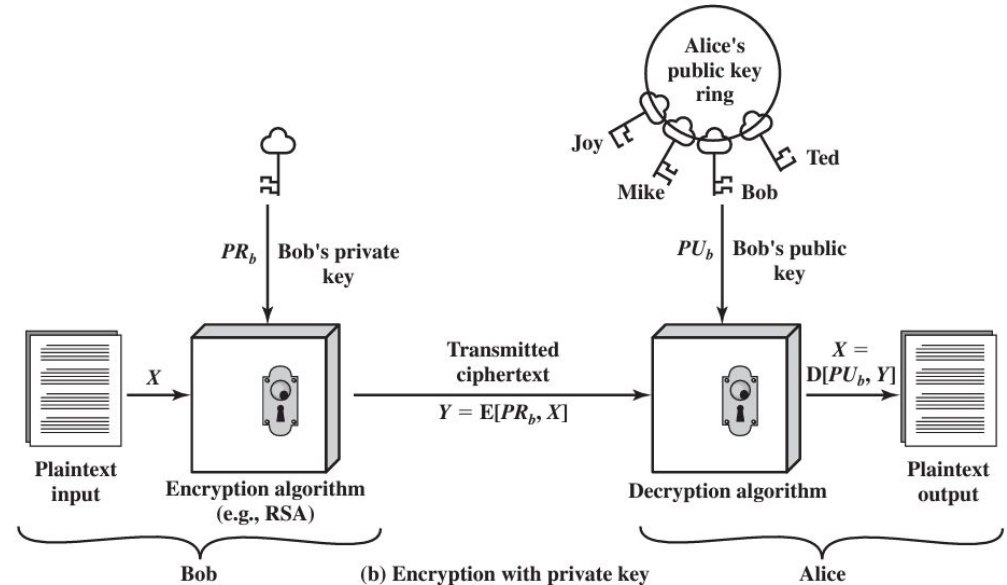 Alice's
public key
ring
Joy
Ted
Mike
Bob
PR_b
Bob's private
key
PU_b
Bob's public
key
X
Transmitted
ciphertext
Y = E[PR_b, X]
X =
D[PU_b, Y]
Plaintext
input
Encryption algorithm
(e.g., RSA)
Decryption algorithm
Plaintext
output
Bob
(b) Encryption with private key
Alice